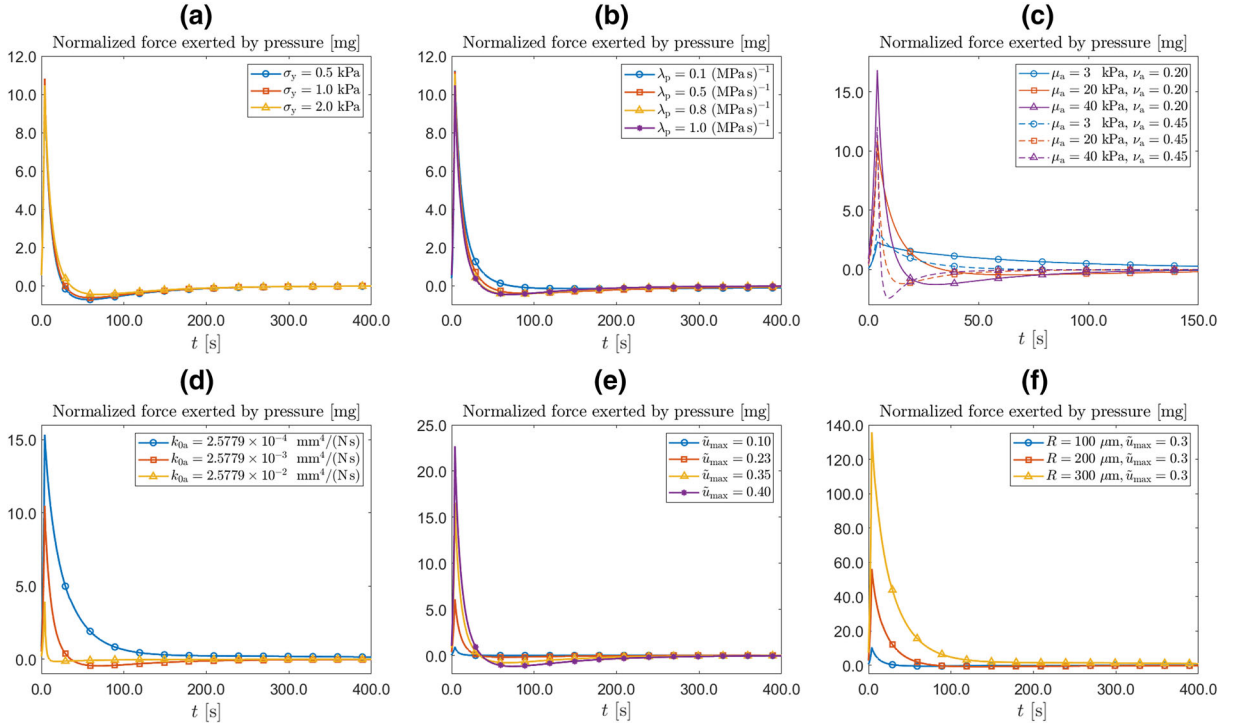 (a)
Normalized force exerted by pressure [mg]
12.0
10.0
8.0
6.0
4.0
2.0
0.0
σy = 0.5 kPa
σy = 1.0 kPa
σy = 2.0 kPa
0.0 100.0 200.0 300.0 400.0
t [s]
(b)
Normalized force exerted by pressure [mg]
12.0
10.0
8.0
6.0
4.0
2.0
0.0
λp = 0.1 (MPa s)⁻¹
λp = 0.5 (MPa s)⁻¹
λp = 0.8 (MPa s)⁻¹
λp = 1.0 (MPa s)⁻¹
0.0 100.0 200.0 300.0 400.0
t [s]
(c)
Normalized force exerted by pressure [mg]
15.0
10.0
5.0
0.0
μa = 3 kPa, νa = 0.20
μa = 20 kPa, νa = 0.20
μa = 40 kPa, νa = 0.20
μa = 3 kPa, νa = 0.45
μa = 20 kPa, νa = 0.45
μa = 40 kPa, νa = 0.45
0.0 50.0 100.0 150.0
t [s]
(d)
Normalized force exerted by pressure [mg]
15.0
10.0
5.0
0.0
k0a = 2.5779 × 10⁻⁴ mm⁴/(N s)
k0a = 2.5779 × 10⁻³ mm⁴/(N s)
k0a = 2.5779 × 10⁻² mm⁴/(N s)
0.0 100.0 200.0 300.0 400.0
t [s]
(e)
Normalized force exerted by pressure [mg]
25.0
20.0
15.0
10.0
5.0
0.0
ũmax = 0.10
ũmax = 0.23
ũmax = 0.35
ũmax = 0.40
0.0 100.0 200.0 300.0 400.0
t [s]
(f)
Normalized force exerted by pressure [mg]
140.0
120.0
100.0
80.0
60.0
40.0
20.0
0.0
R = 100 μm, ũmax = 0.3
R = 200 μm, ũmax = 0.3
R = 300 μm, ũmax = 0.3
0.0 100.0 200.0 300.0 400.0
t [s]